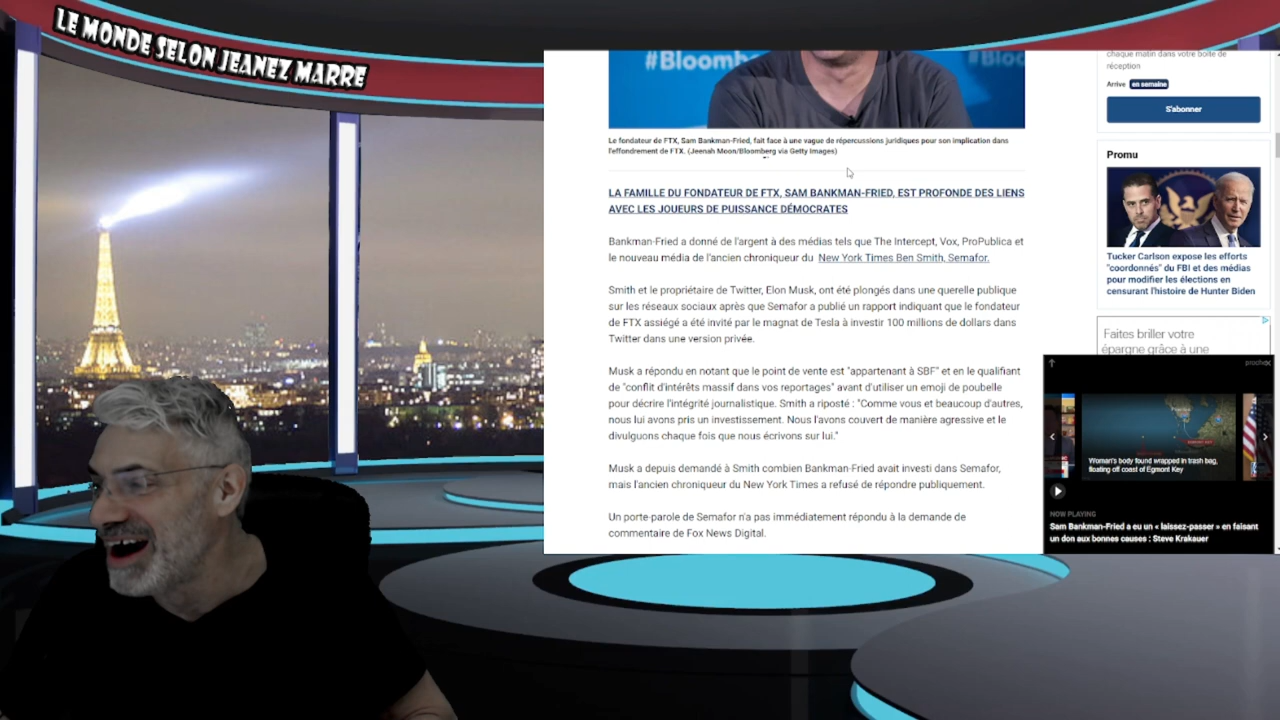 LE MONDE SELON JEANEZ MARRE
#Bloomb
#Bloo
Le fondateur de FTX, Sam Bankman-Fried, fait face à une vague de répercussions juridiques pour son implication dans
l'effondrement de FTX. (Jeenah Moon/Bloomberg via Getty Images)
LA FAMILLE DU FONDATEUR DE FTX, SAM BANKMAN-FRIED, EST PROFONDE DES LIENS
AVEC LES JOUEURS DE PUISSANCE DÉMOCRATES
Bankman-Fried a donné de l'argent à des médias tels que The Intercept, Vox, ProPublica et
le nouveau média de l'ancien chroniqueur du New York Times Ben Smith, Semafor.
Smith et le propriétaire de Twitter, Elon Musk, ont été plongés dans une querelle publique
sur les réseaux sociaux après que Semafor a publié un rapport indiquant que le fondateur
de FTX assiégé a été invité par le magnat de Tesla à investir 100 millions de dollars dans
Twitter dans une version privée.
Musk a répondu en notant que le point de vente est "appartenant à SBF" et en le qualifiant
de "conflit d'intérêts massif dans vos reportages" avant d'utiliser un emoji de poubelle
pour décrire l'intégrité journalistique. Smith a riposté : "Comme vous et beaucoup d'autres,
nous lui avons pris un investissement. Nous l'avons couvert de manière agressive et le
divulguons chaque fois que nous écrivons sur lui."
Musk a depuis demandé à Smith combien Bankman-Fried avait investi dans Semafor,
mais l'ancien chroniqueur du New York Times a refusé de répondre publiquement.
Un porte-parole de Semafor n'a pas immédiatement répondu à la demande de
commentaire de Fox News Digital.
chaque matin dans votre boîte de
réception
Arrive en semaine
S'abonner
Promu
Tucker Carlson expose les efforts
"coordonnés" du FBI et des médias
pour modifier les élections en
censurant l'histoire de Hunter Biden
Faites briller votre
épargne grâce à une
Woman's body found wrapped in trash bag,
floating off coast of Egmont Key
NOW PLAYING
Sam Bankman-Fried a eu un « laissez-passer » en faisant
un don aux bonnes causes : Steve Krakauer